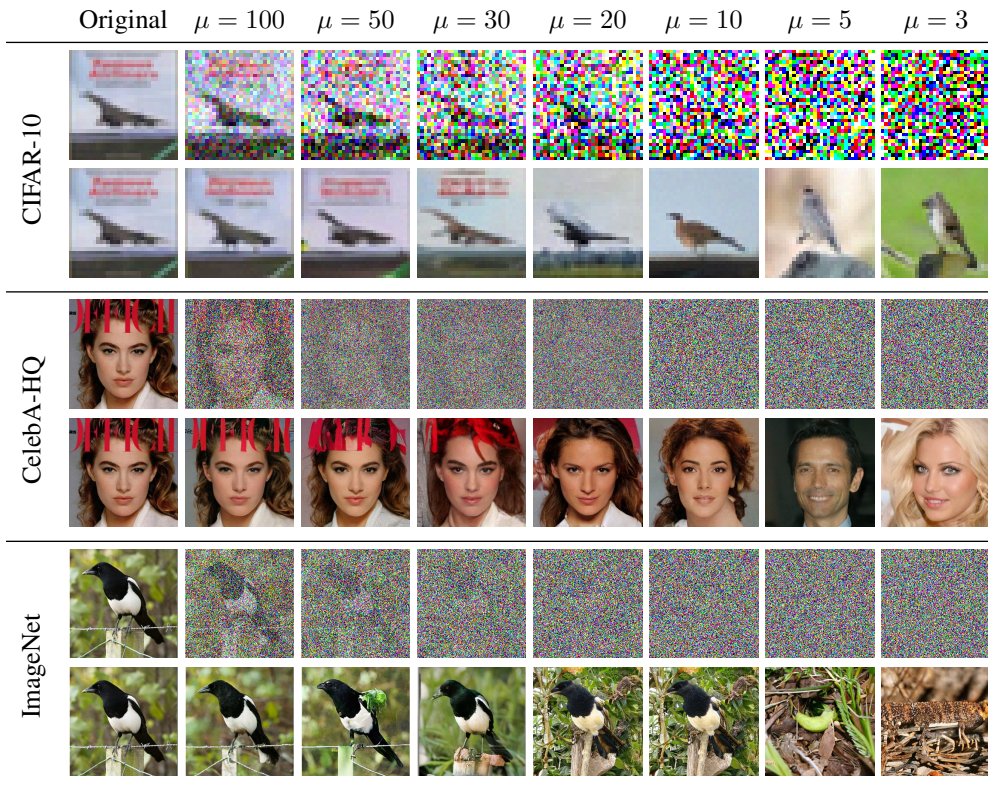 Original μ = 100 μ = 50 μ = 30 μ = 20 μ = 10 μ = 5 μ = 3
CIFAR-10
CelebA-HQ
ImageNet